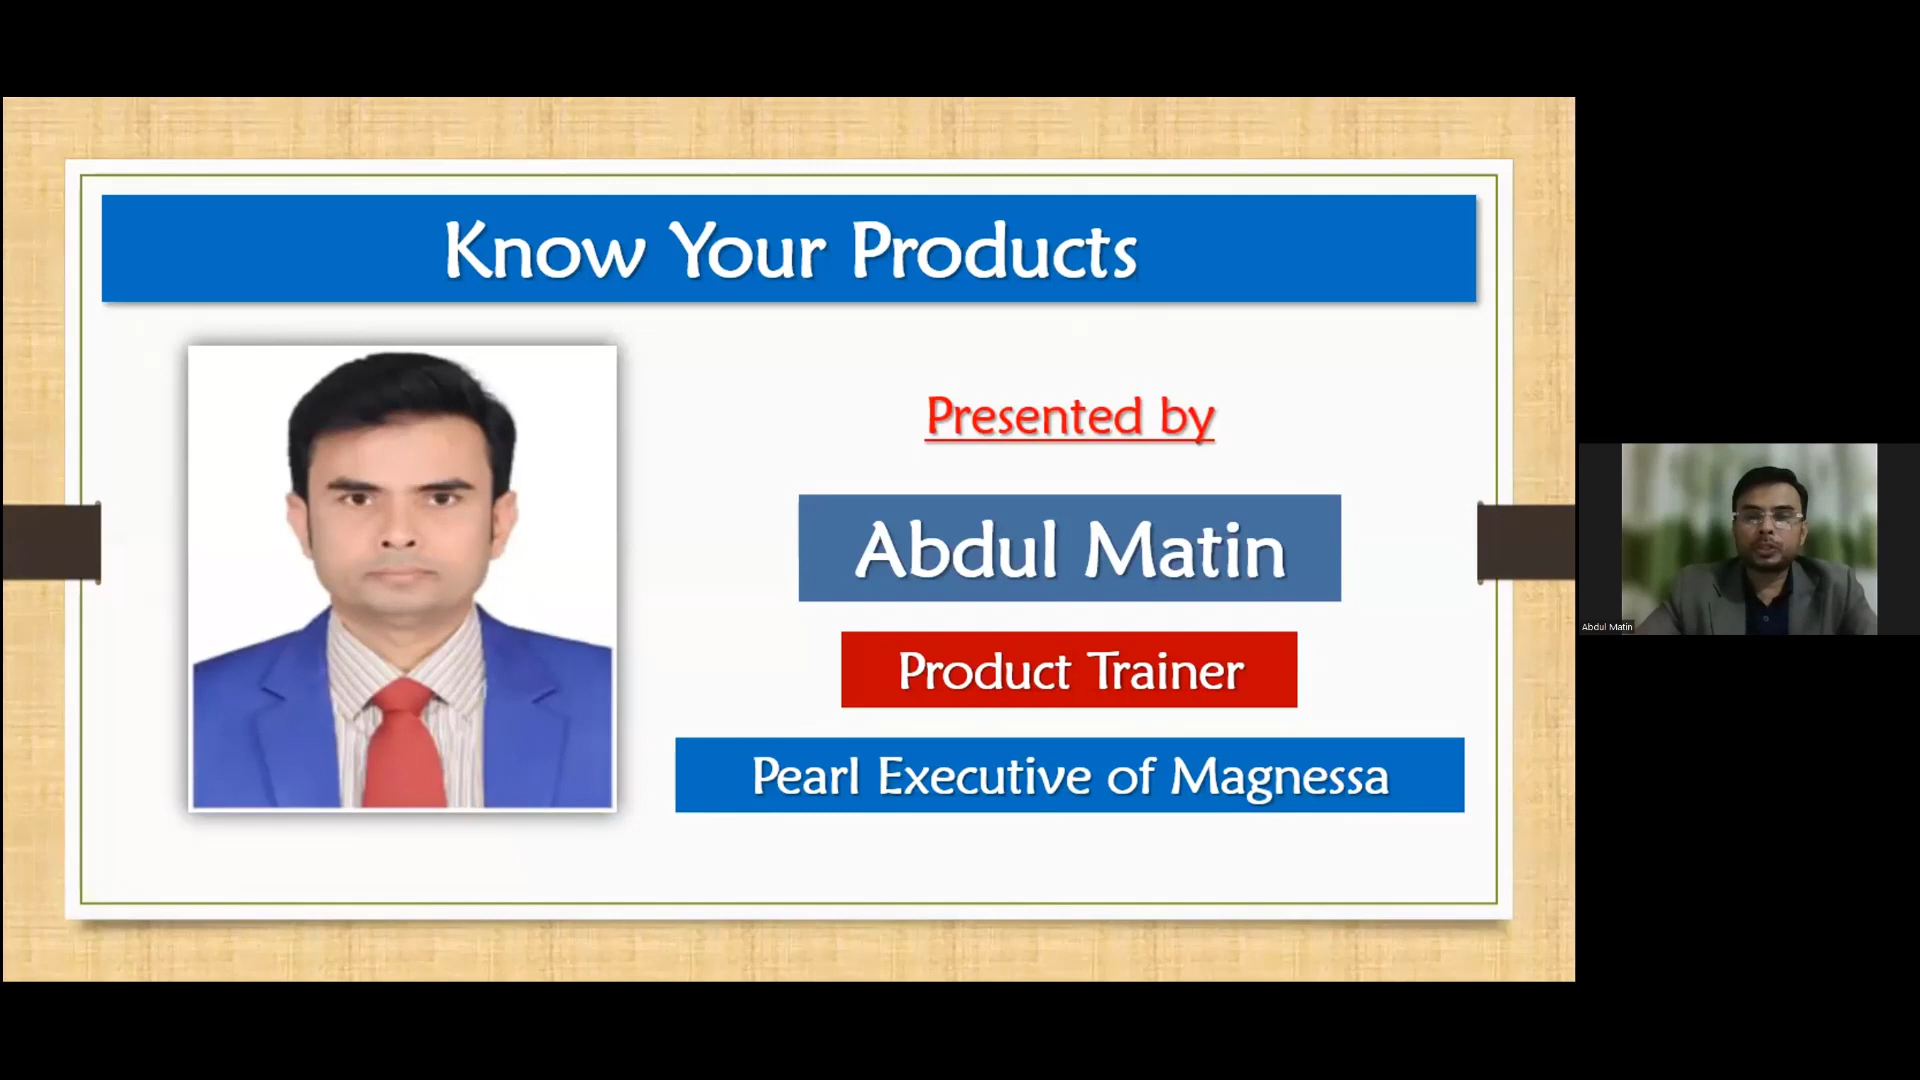 Know Your Products
Presented by
Abdul Matin
Product Trainer
Pearl Executive of Magnessa
Abdul Matin